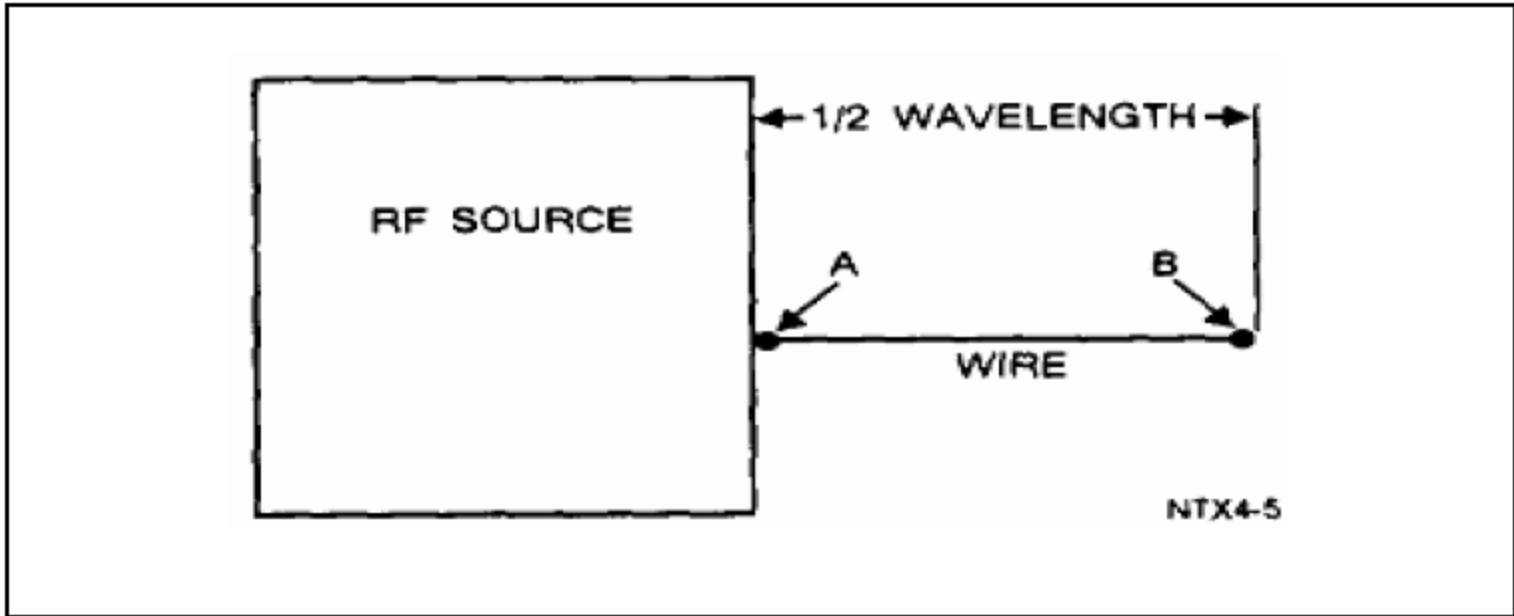 1/2 WAVELENGTH
RF SOURCE
A
B
WIRE
NTX4-5